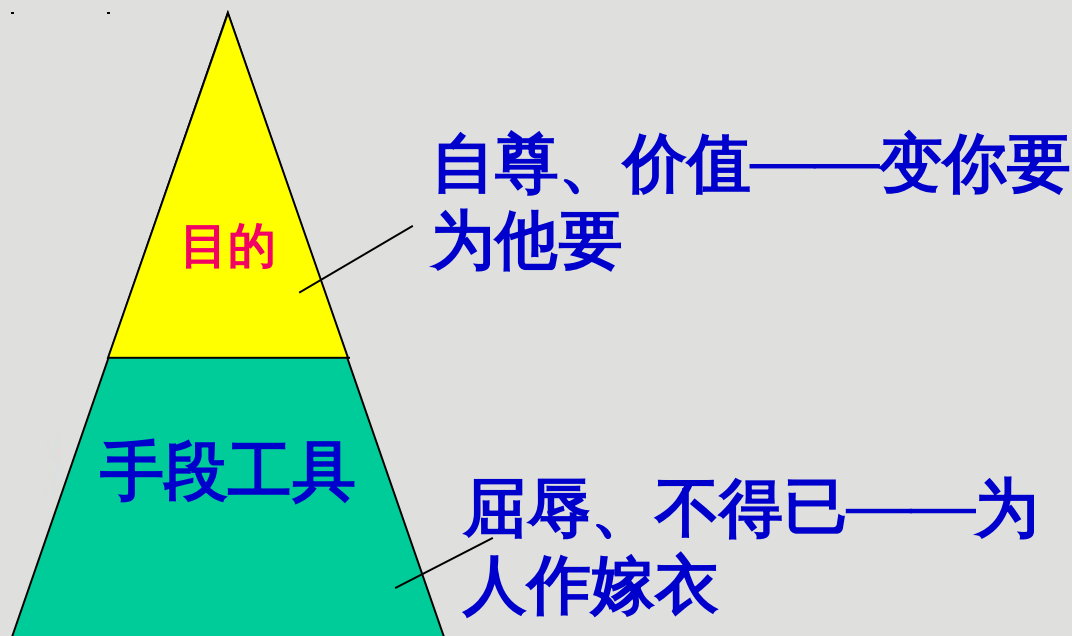 自尊、价值——变你要
为他要
目的
手段工具
屈辱、不得已——为
人作嫁衣